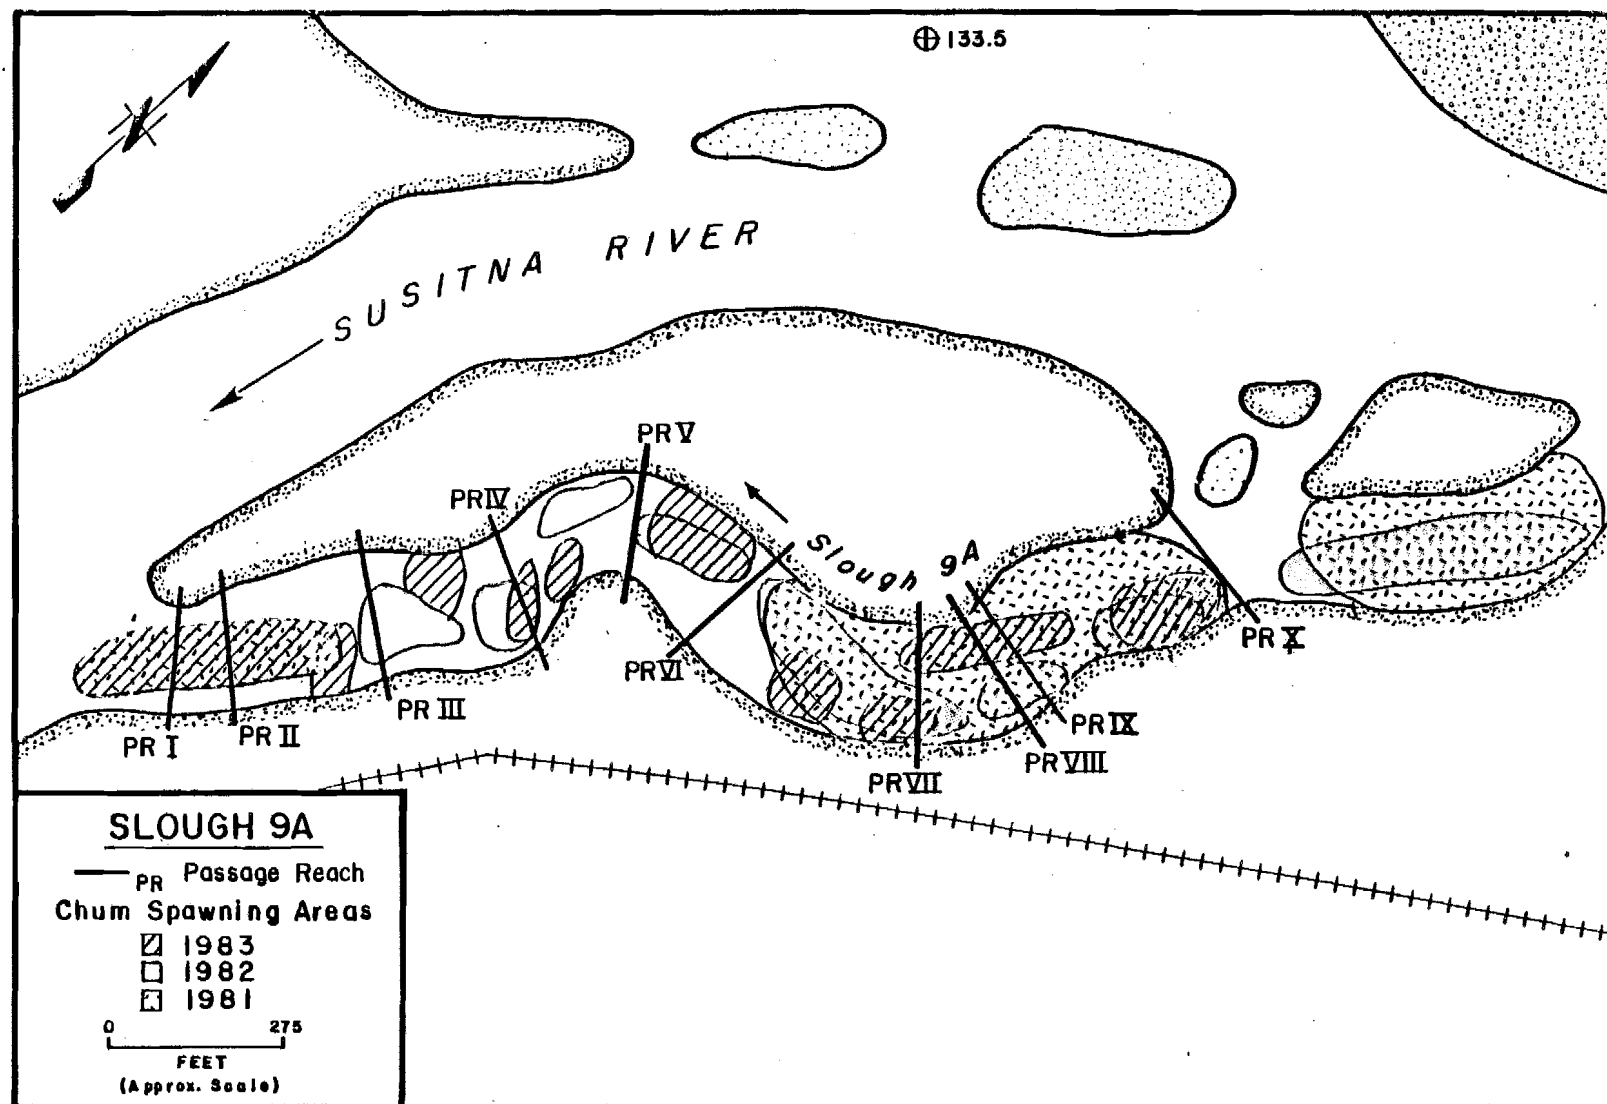 133.5
SUSITNA RIVER
PR V
PR IV
Slough 9A
PR VI
PR X
PR III
PR II
PR I
PR IX
PR VIII
PR VII
SLOUGH 9A
PR Passage Reach
Chum Spawning Areas
1983
1982
1981
0 275
FEET
(Approx. Scale)